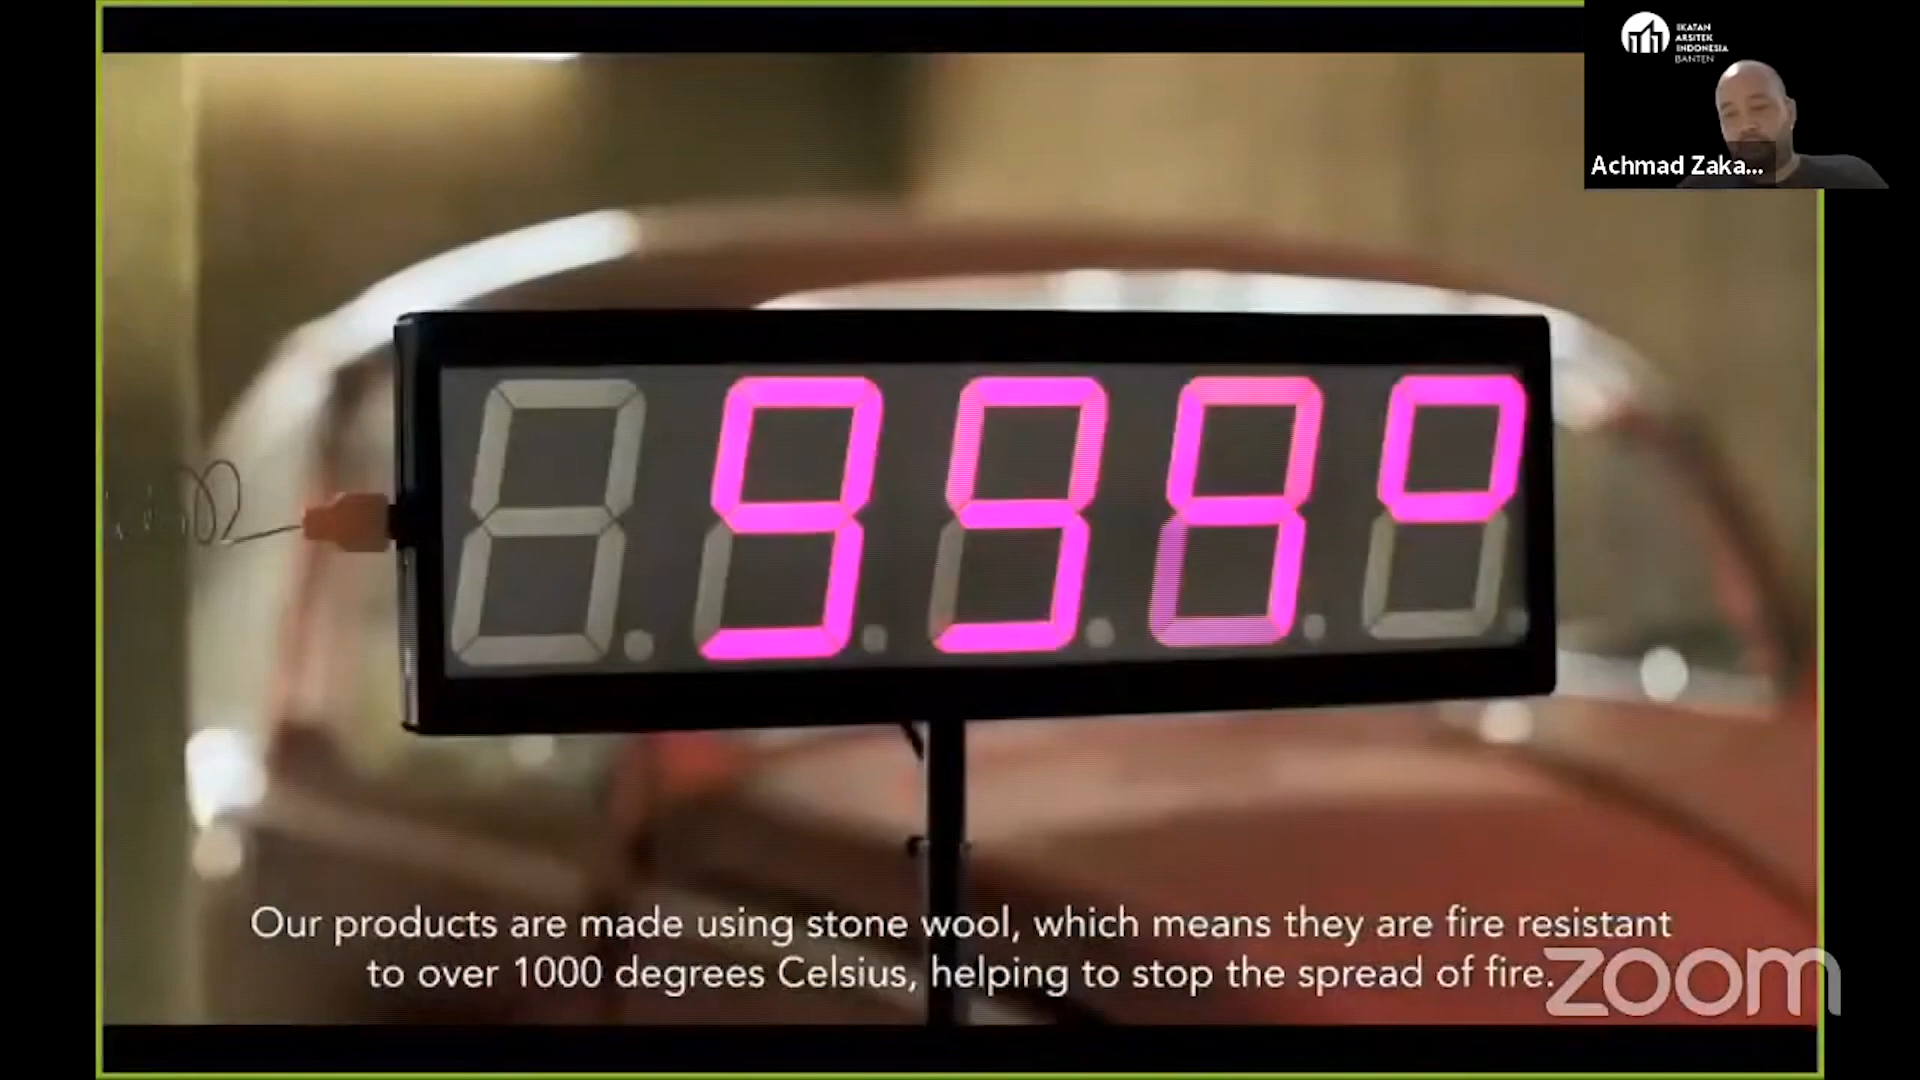 IKATAN
ARSITEK
INDONESIA
BANTEN
Achmad Zaka...
999°
Our products are made using stone wool, which means they are fire resistant
to over 1000 degrees Celsius, helping to stop the spread of fire.
zoom